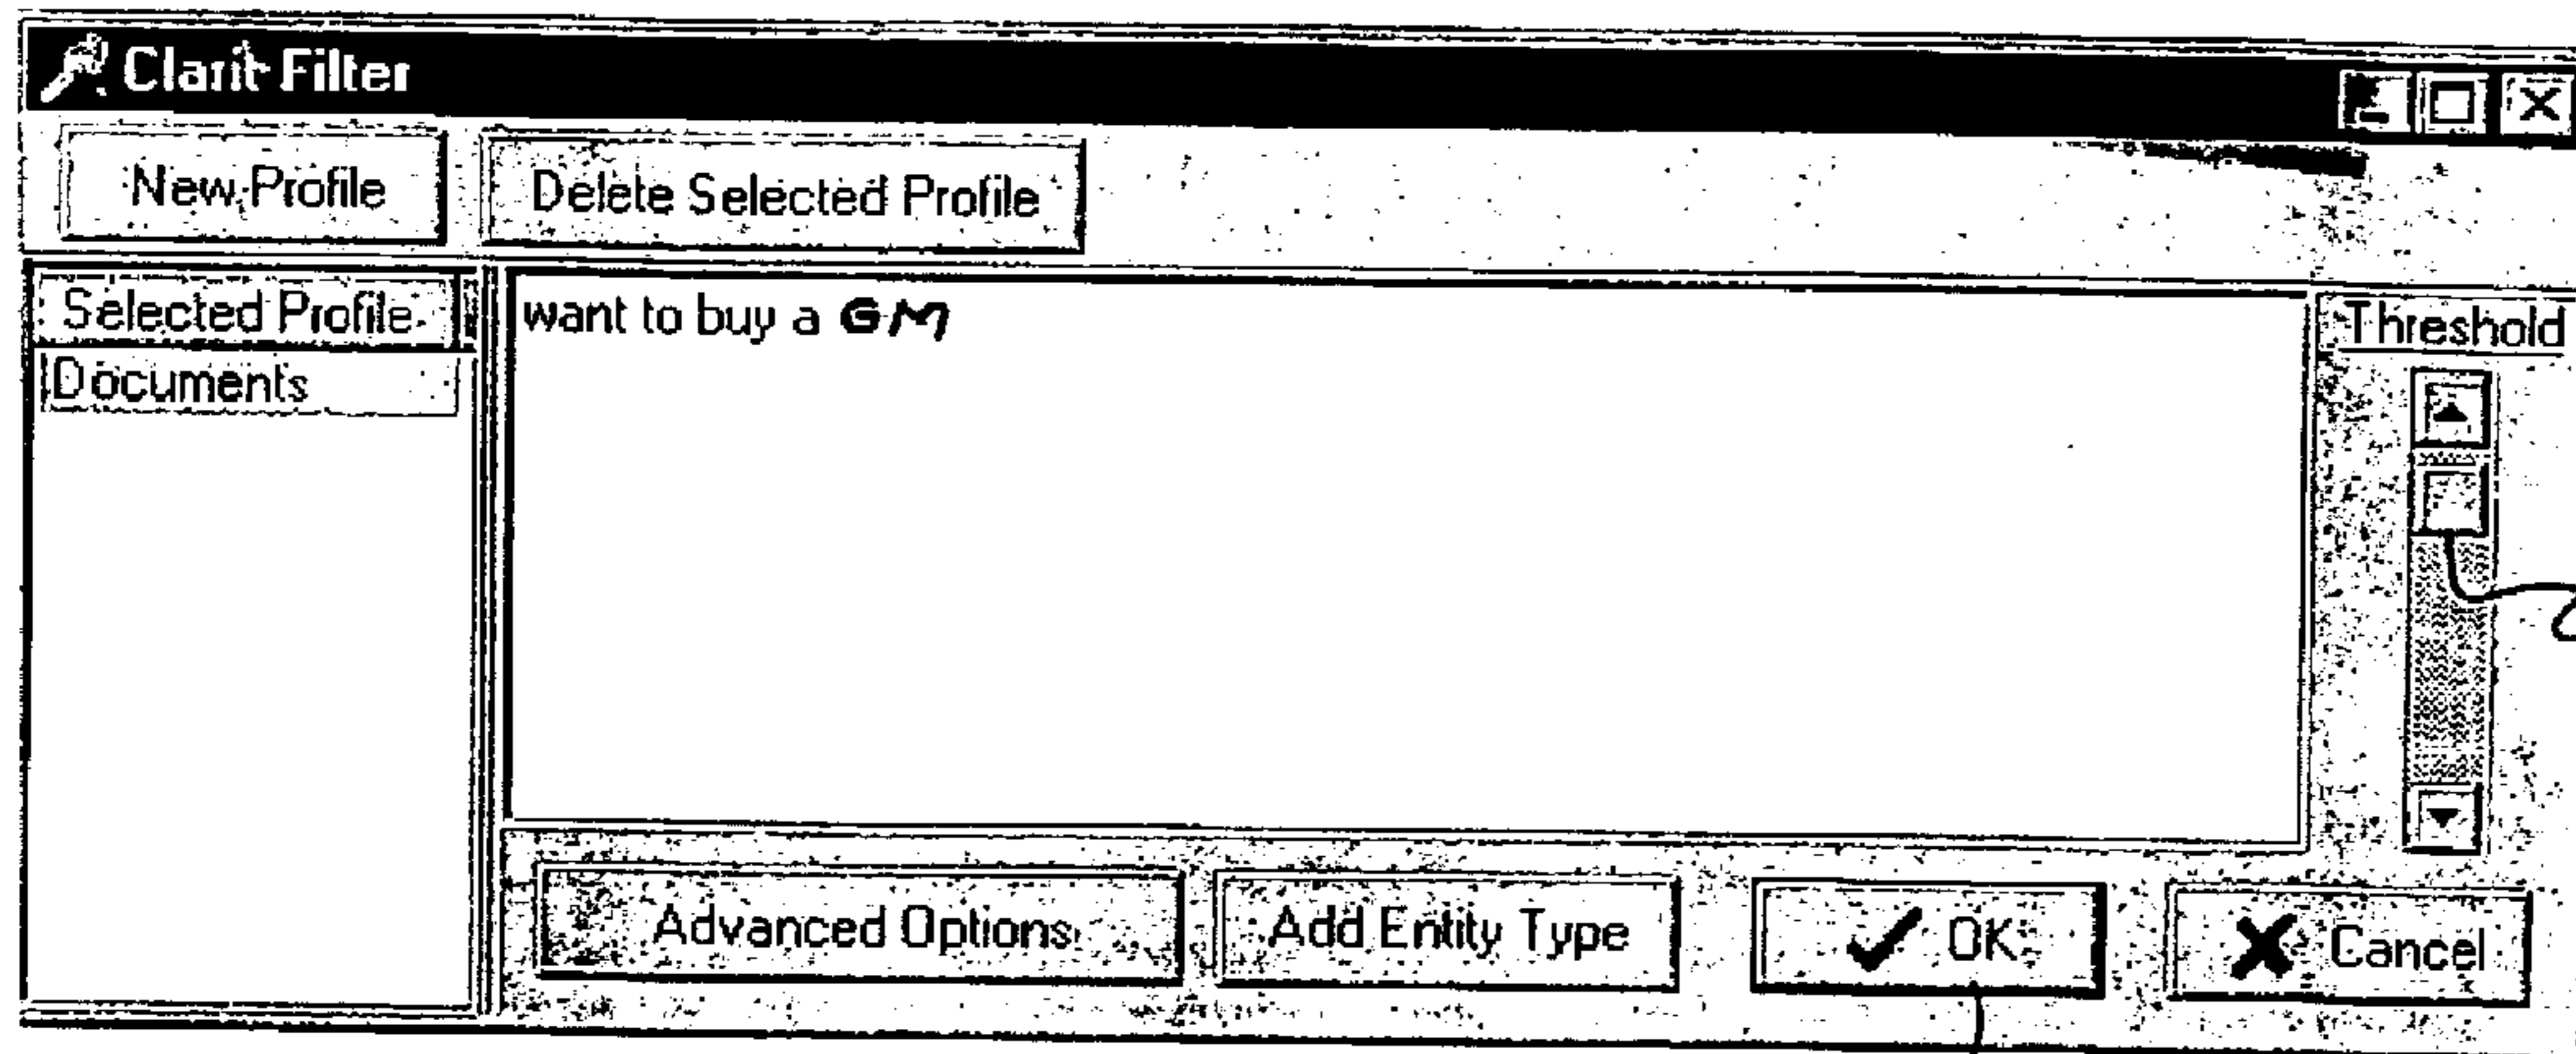 Clarit Filter
New Profile
Delete Selected Profile
Selected Profile
Documents
want to buy a GM
Threshold
Advanced Options
Add Entity Type
OK
Cancel